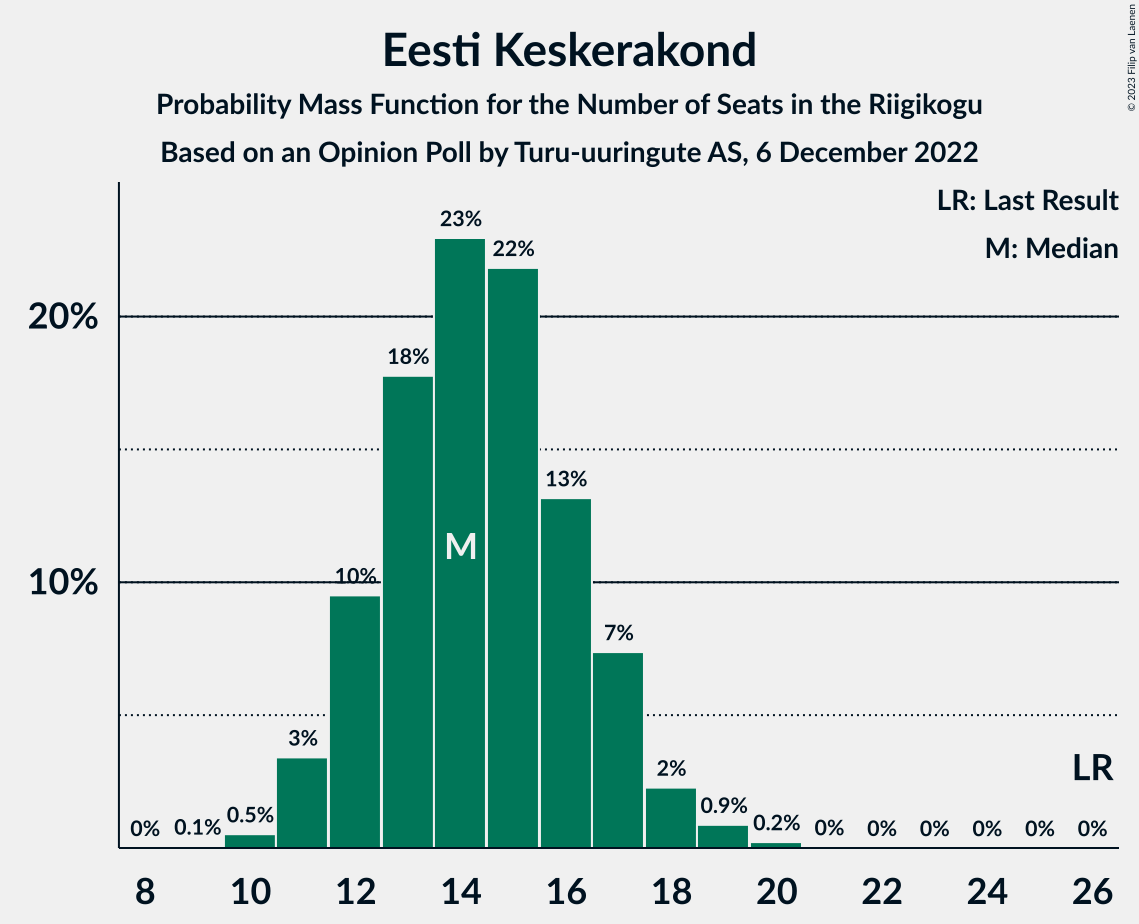 Eesti Keskerakond
Probability Mass Function for the Number of Seats in the Riigikogu
Based on an Opinion Poll by Turu-uuringute AS, 6 December 2022
© 2023 Filip van Laenen
LR: Last Result
M: Median
23%
22%
20%
18%
13%
M
10%
10%
7%
3%
2%
LR
0%
0.1%
0.5%
0.9%
0.2%
0%
0%
0%
0%
0%
0%
8 10 12 14 16 18 20 22 24 26